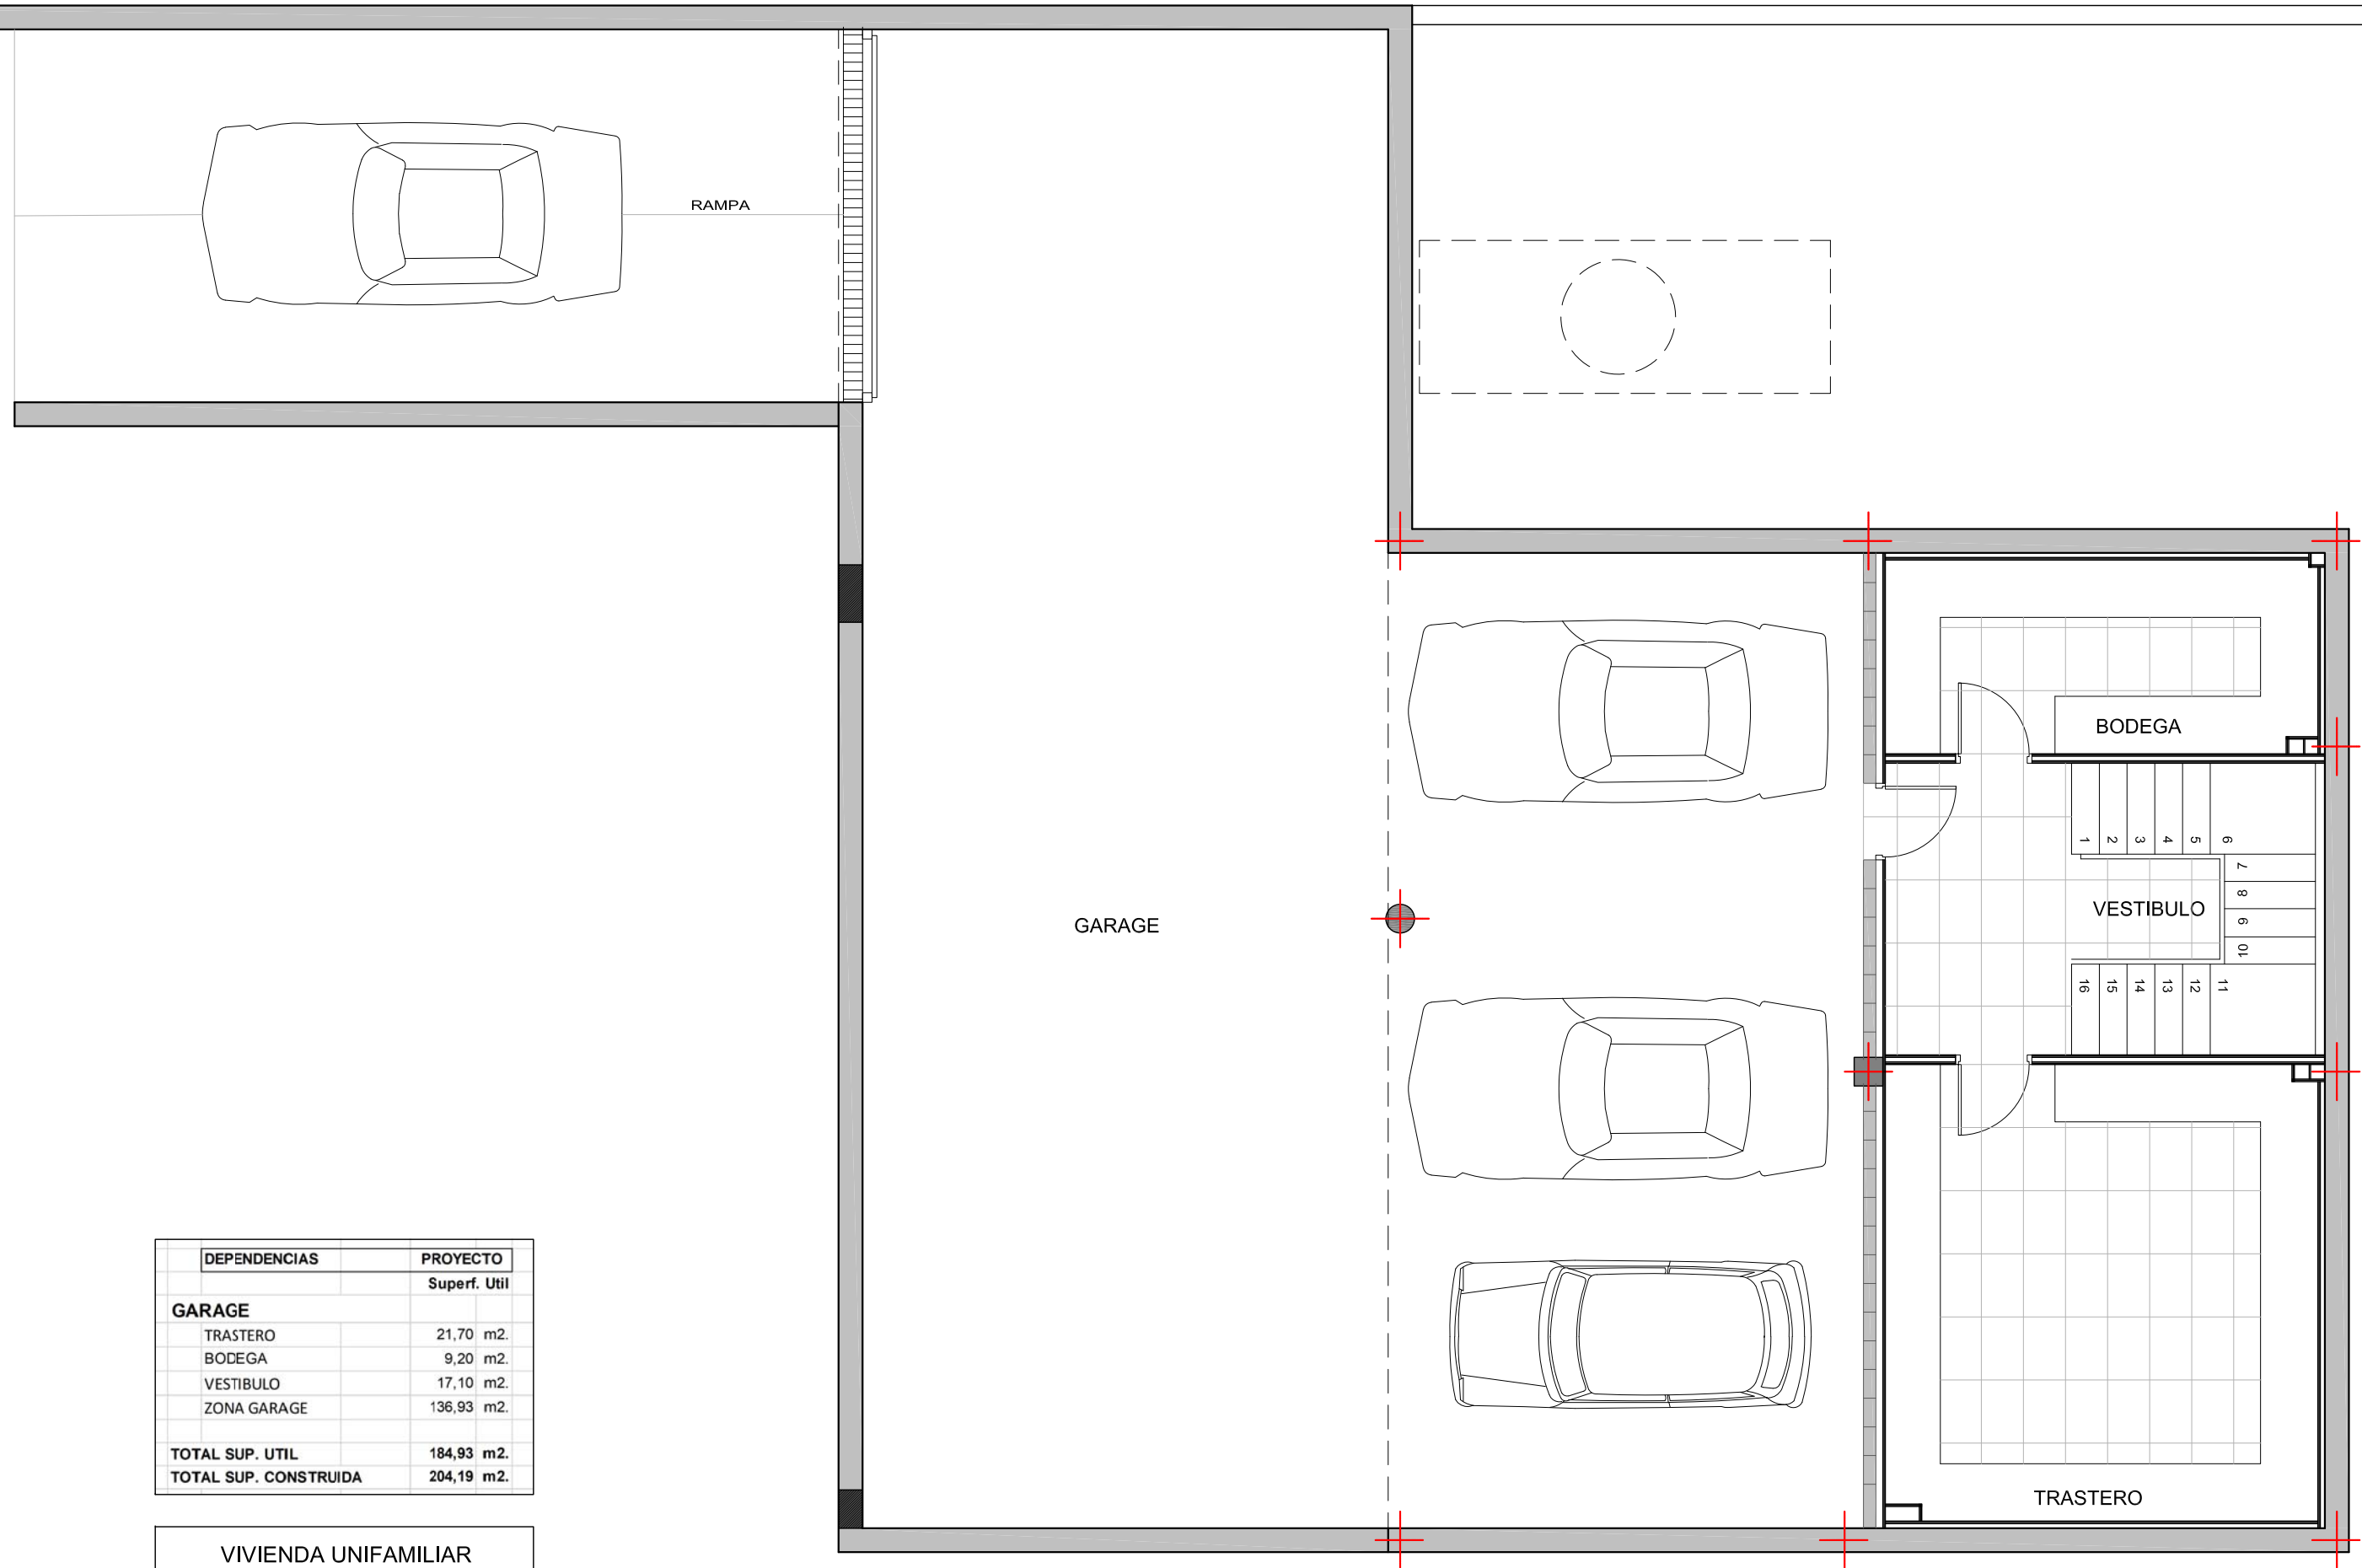 RAMPA
BODEGA
1 2 3 4 5 6
7
8
9
10
VESTIBULO
GARAGE
16 15 14 13 12 11
DEPENDENCIAS PROYECTO
Superf. Util
GARAGE
TRASTERO 21,70 m2.
BODEGA 9,20 m2.
VESTIBULO 17,10 m2.
ZONA GARAGE 136,93 m2.
TOTAL SUP. UTIL 184,93 m2.
TOTAL SUP. CONSTRUIDA 204,19 m2.
TRASTERO
VIVIENDA UNIFAMILIAR